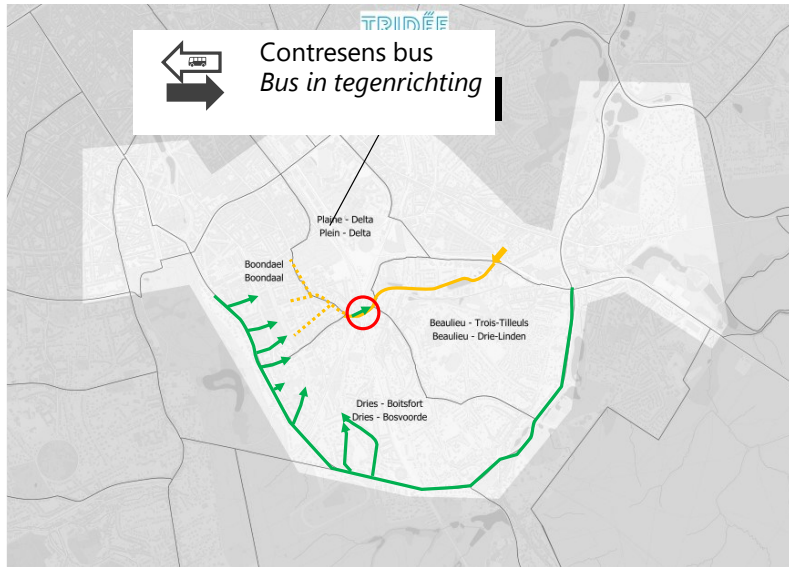 TRIDËE
Contresens bus
Bus in tegenrichting
Plaine - Delta
Plein - Delta
Boondael
Boondaal
Beaulieu - Trois-Tilleuls
Beaulieu - Drie-Linden
Dries - Boitsfort
Dries - Bosvoorde